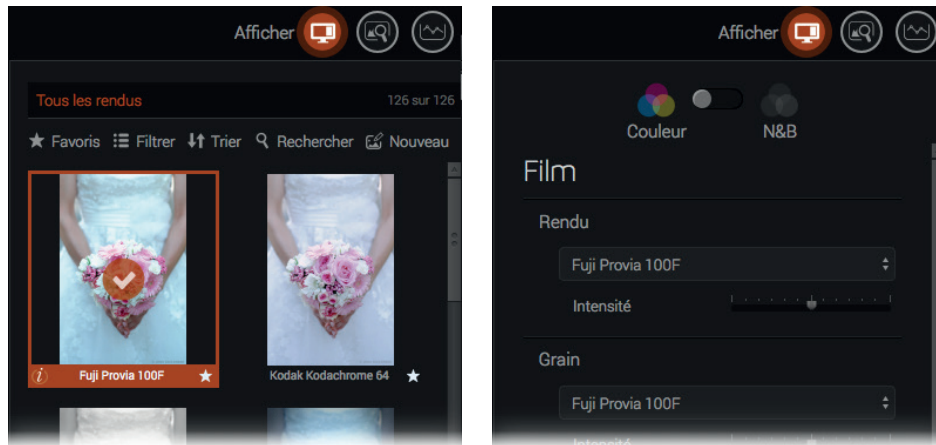 Afficher
Tous les rendus 126 sur 126
Favoris Filtrer Trier Rechercher Nouveau
Fuji Provia 100F Kodak Kodachrome 64
Afficher
Couleur N&B
Film
Rendu
Fuji Provia 100F
Intensité
Grain
Fuji Provia 100F
Intensité